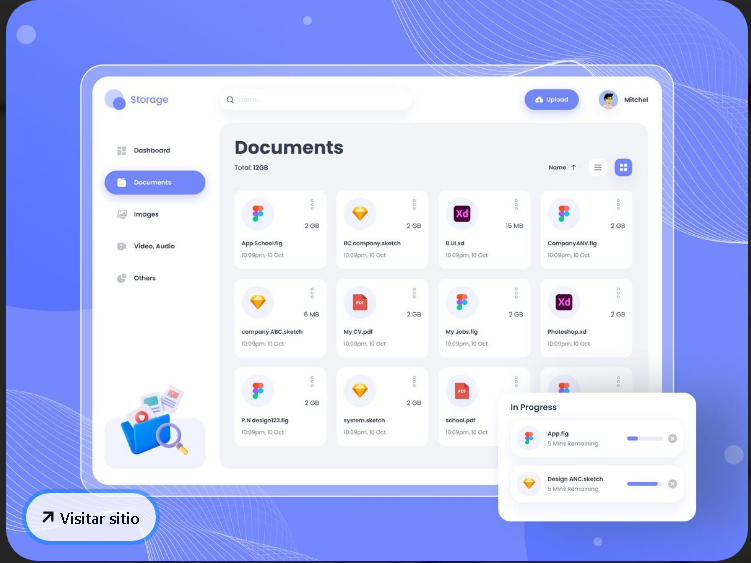 Storage
Search...
Upload
Mitchel
Dashboard
Documents
Images
Video, Audio
Others
Documents
Total: 12GB
Name
2 GB
App School.fig
10:09pm, 10 Oct
2 GB
BC company.sketch
10:09pm, 10 Oct
Xd
15 MB
B.UI.xd
10:09pm, 10 Oct
2 GB
CompanyANV.fig
10:09pm, 10 Oct
6 MB
company ABC.sketch
10:09pm, 10 Oct
PDF
2 GB
My CV.pdf
10:09pm, 10 Oct
2 GB
My Jobs.fig
10:09pm, 10 Oct
Xd
2 GB
Photoshop.xd
10:09pm, 10 Oct
2 GB
P.N design123.fig
10:09pm, 10 Oct
2 GB
system.sketch
10:09pm, 10 Oct
PDF
school.pdf
10:09pm, 10 Oct
In Progress
App.fig
5 Mins Remaining
Design ANC.sketch
5 Mins Remaining
Visitar sitio